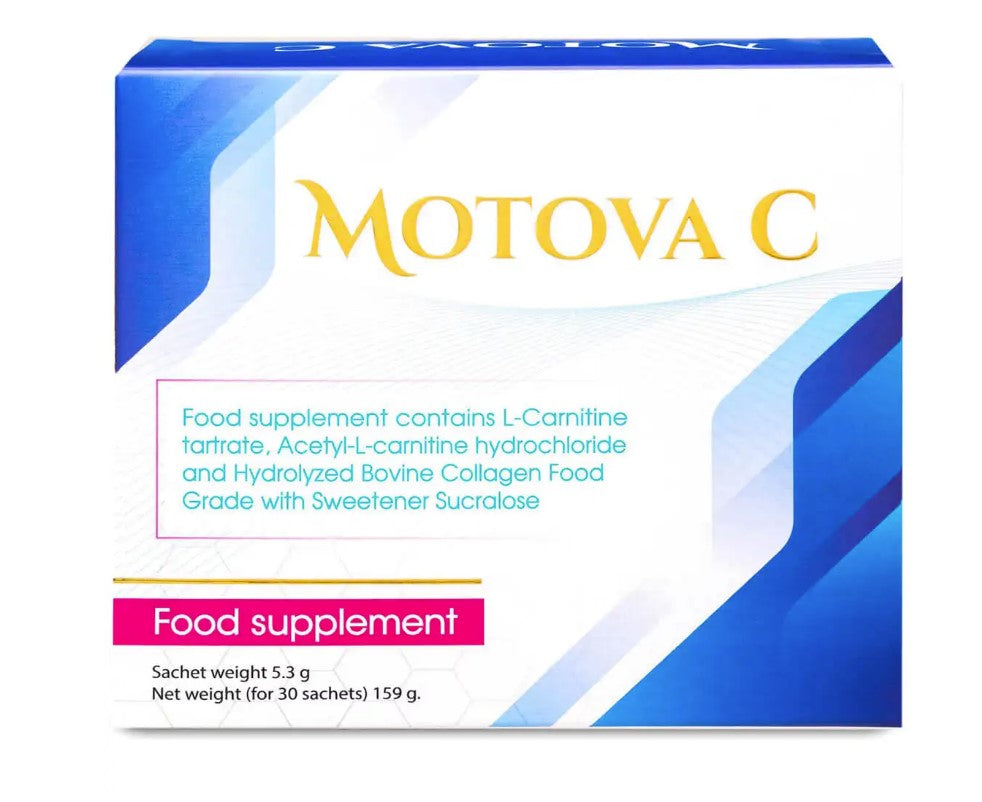 MOTOVA C
MOTOVA C
Food supplement contains L-Carnitine
tartrate, Acetyl-L-carnitine hydrochloride
and Hydrolyzed Bovine Collagen Food
Grade with Sweetener Sucralose
Food supplement
Sachet weight 5.3 g
Net weight (for 30 sachets) 159 g.